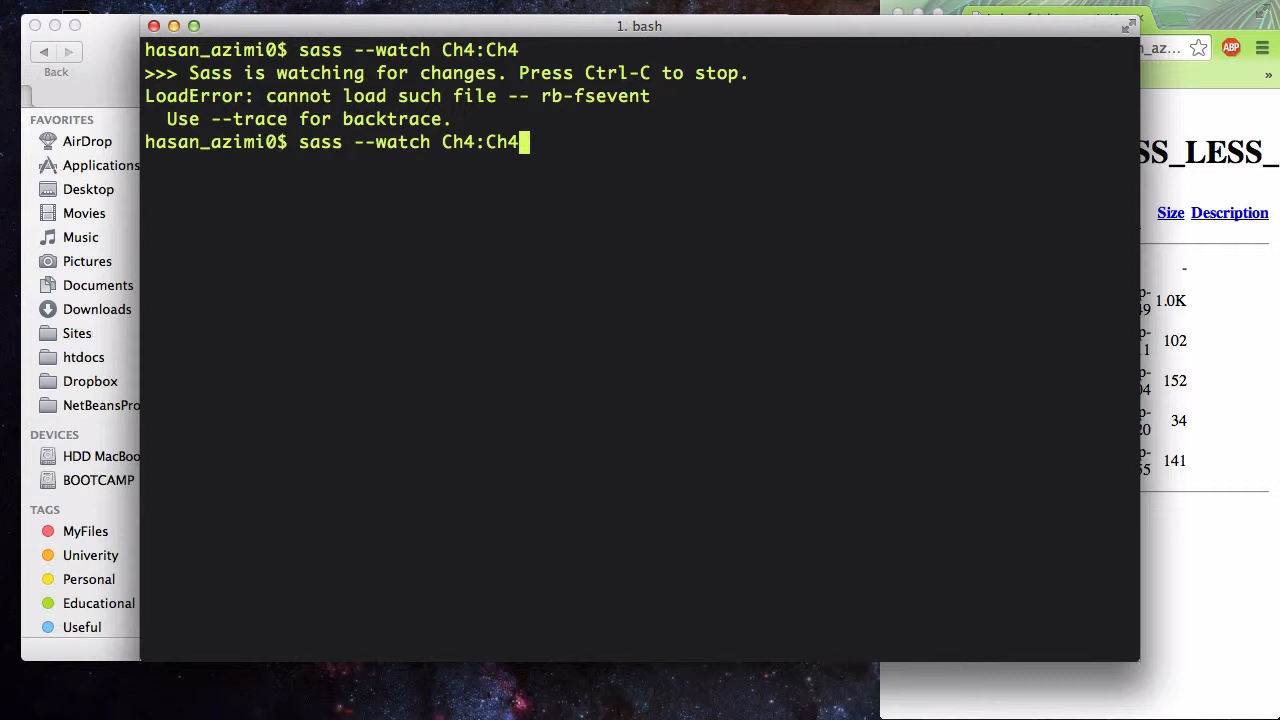 1. bash
hasan_azimi0$ sass --watch Ch4:Ch4
>>> Sass is watching for changes. Press Ctrl-C to stop.
LoadError: cannot load such file -- rb-fsevent
Use --trace for backtrace.
hasan_azimi0$ sass --watch Ch4:Ch4
Back
FAVORITES
AirDrop
Applications
Desktop
Movies
Music
Pictures
Documents
Downloads
Sites
htdocs
Dropbox
NetBeansPro
DEVICES
HDD MacBoo
BOOTCAMP
TAGS
MyFiles
Univerity
Personal
Educational
Useful
ABP
»
SS_LESS_
Size Description
-
1.0K
102
152
34
141